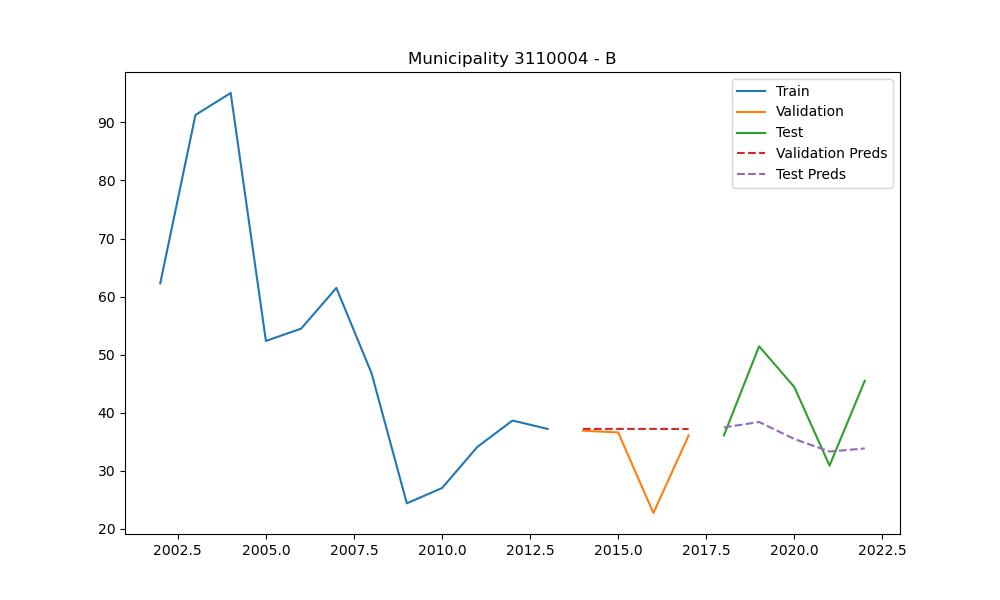 Municipality 3110004 - B
Train
Validation
Test
Validation Preds
Test Preds
90
80
70
60
50
40
30
20
2002.5 2005.0 2007.5 2010.0 2012.5 2015.0 2017.5 2020.0 2022.5